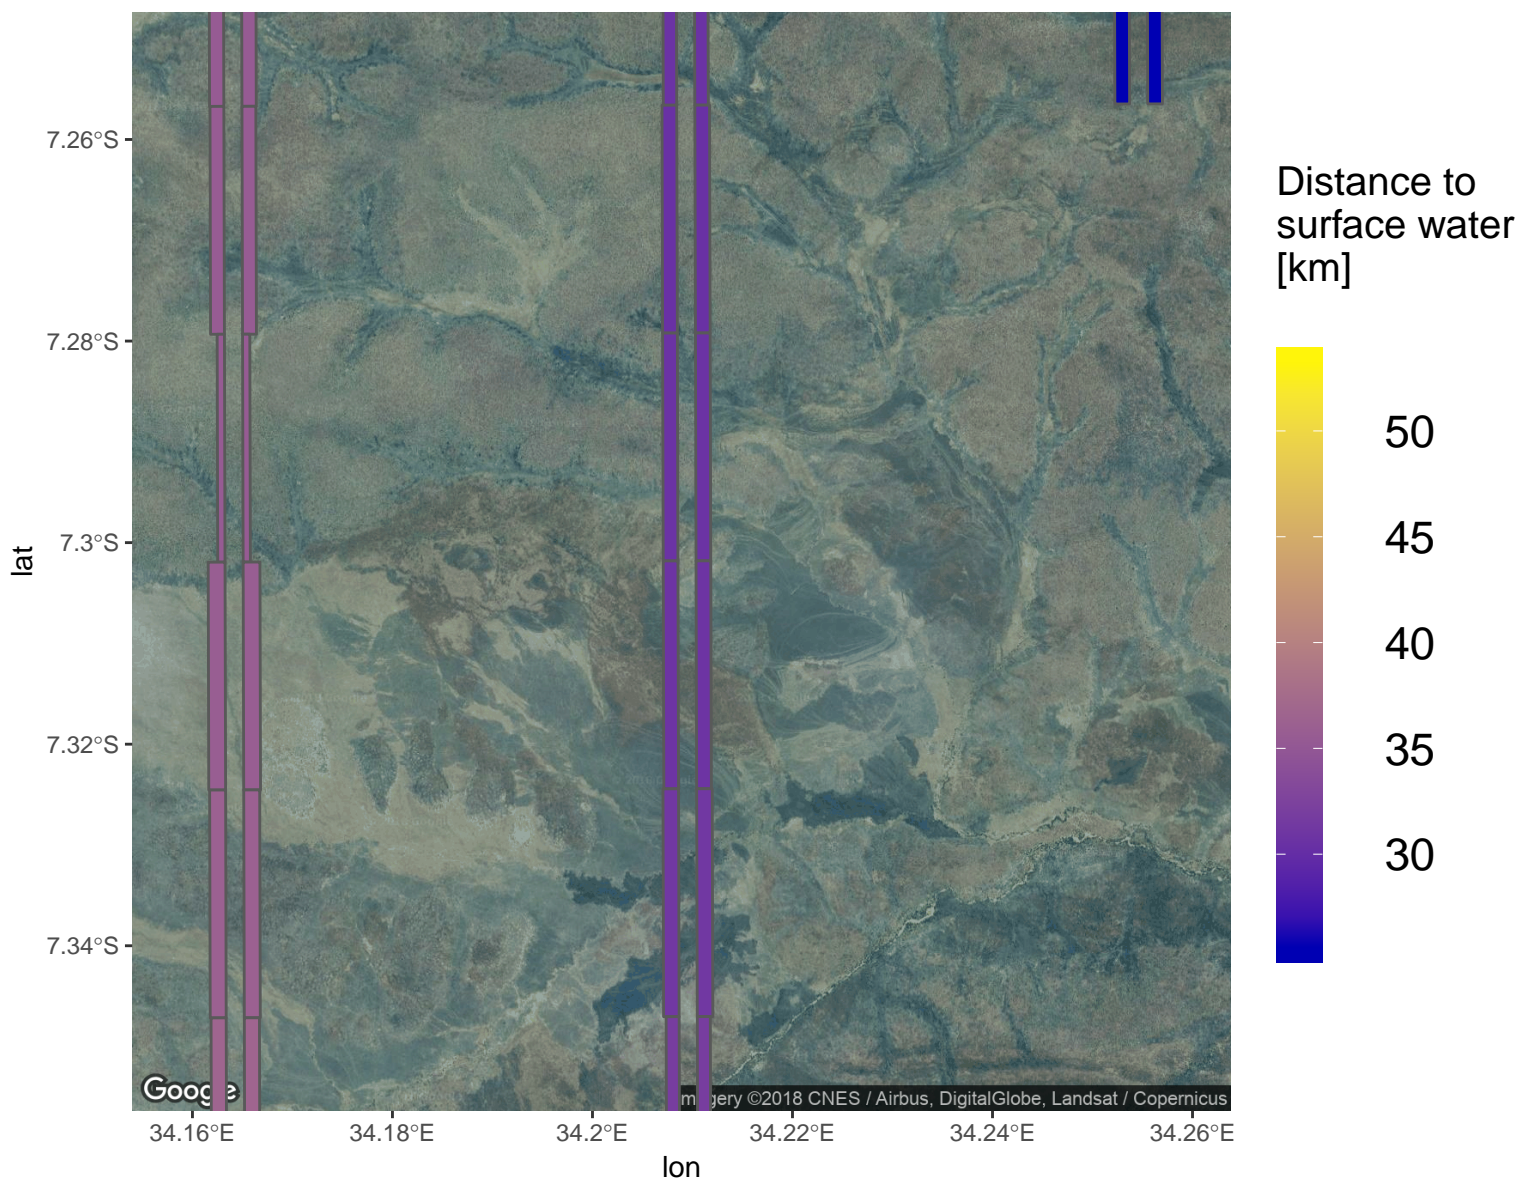 7.26°S
7.28°S
7.3°S
7.32°S
7.34°S
lat
Google
gery ©2018 CNES / Airbus, DigitalGlobe, Landsat / Copernicus
34.16°E 34.18°E 34.2°E 34.22°E 34.24°E 34.26°E
lon
Distance to
surface water
[km]
50
45
40
35
30